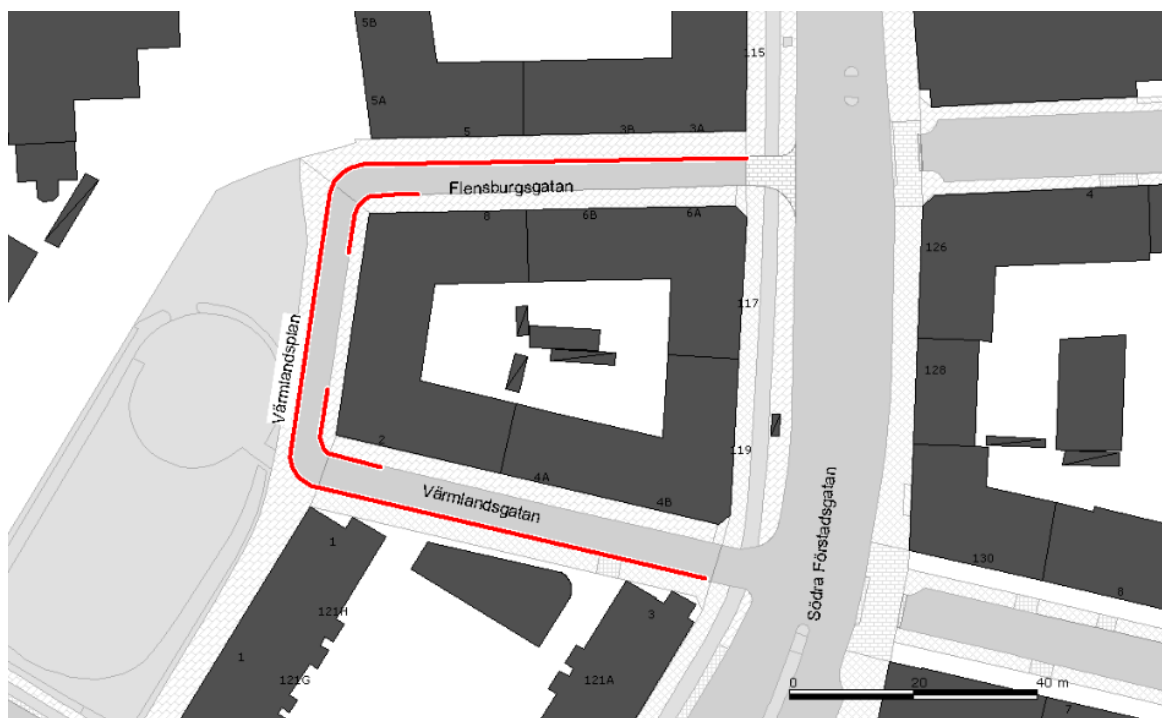 5B
115
5A
5
3B
3A
Flensburgsgatan
8
6B
6A
4
126
117
Värmlandsplan
128
2
119
4A
Värmlandsgatan
4B
Södra Förstadsgatan
1
130
121H
3
8
1
121G
121A
0
20
40 m
7